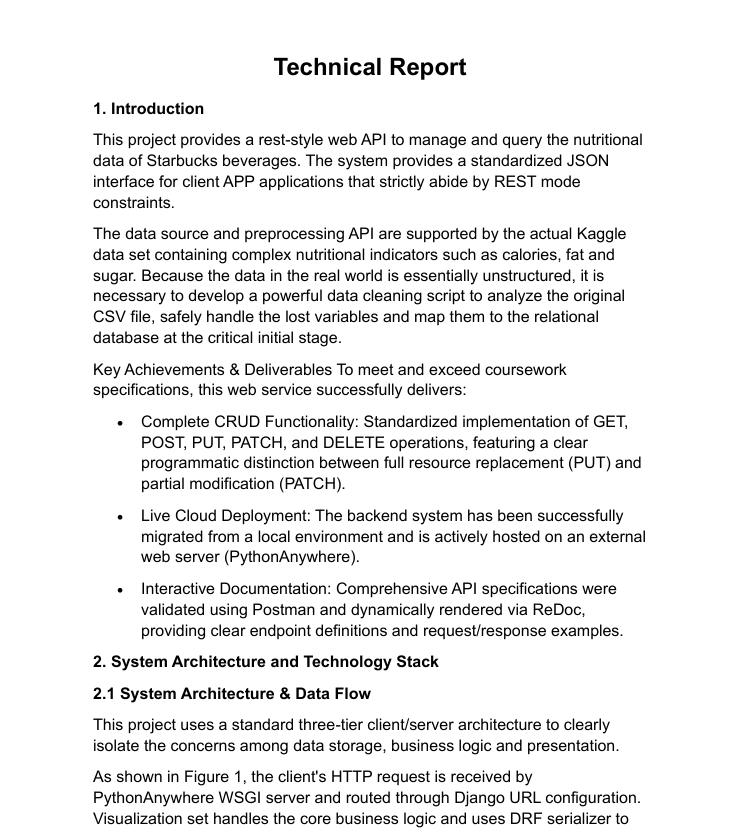 Technical Report
1. Introduction
This project provides a rest-style web API to manage and query the nutritional
data of Starbucks beverages. The system provides a standardized JSON
interface for client APP applications that strictly abide by REST mode
constraints.
The data source and preprocessing API are supported by the actual Kaggle
data set containing complex nutritional indicators such as calories, fat and
sugar. Because the data in the real world is essentially unstructured, it is
necessary to develop a powerful data cleaning script to analyze the original
CSV file, safely handle the lost variables and map them to the relational
database at the critical initial stage.
Key Achievements & Deliverables To meet and exceed coursework
specifications, this web service successfully delivers:
• Complete CRUD Functionality: Standardized implementation of GET,
POST, PUT, PATCH, and DELETE operations, featuring a clear
programmatic distinction between full resource replacement (PUT) and
partial modification (PATCH).
• Live Cloud Deployment: The backend system has been successfully
migrated from a local environment and is actively hosted on an external
web server (PythonAnywhere).
• Interactive Documentation: Comprehensive API specifications were
validated using Postman and dynamically rendered via ReDoc,
providing clear endpoint definitions and request/response examples.
2. System Architecture and Technology Stack
2.1 System Architecture & Data Flow
This project uses a standard three-tier client/server architecture to clearly
isolate the concerns among data storage, business logic and presentation.
As shown in Figure 1, the client's HTTP request is received by
PythonAnywhere WSGI server and routed through Django URL configuration.
Visualization set handles the core business logic and uses DRF serializer to